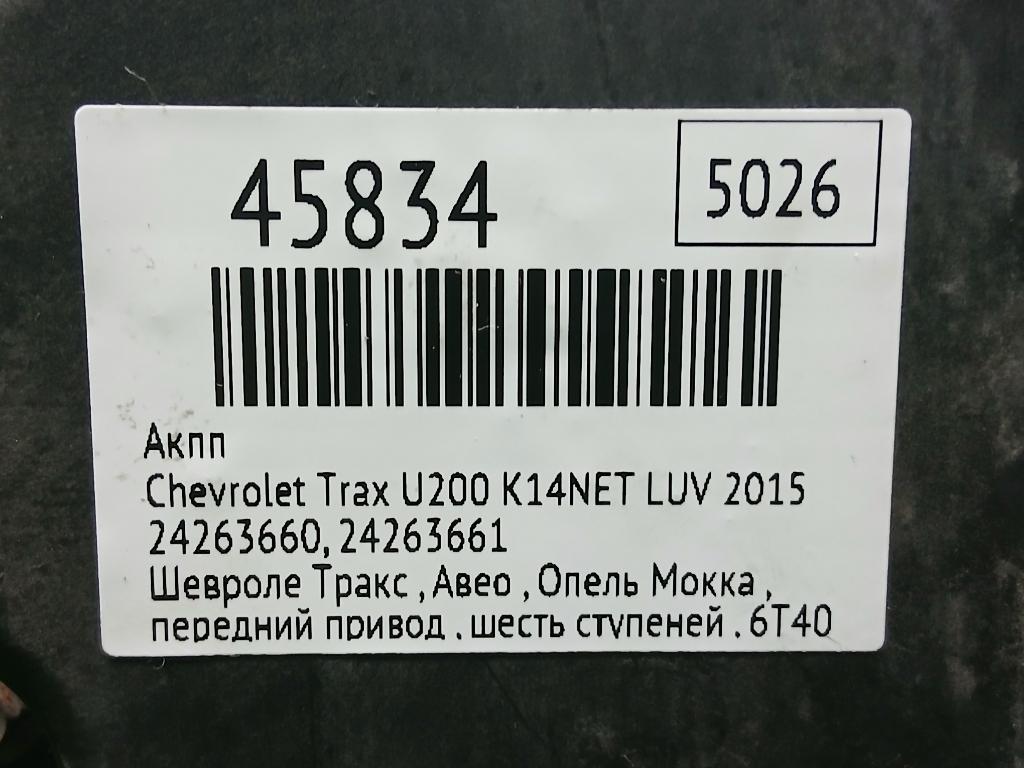 45834
5026
Акпп
Chevrolet Trax U200 K14NET LUV 2015
24263660, 24263661
Шевроле Тракс , Авео , Опель Мокка ,
передний привод , шесть ступеней , 6T40